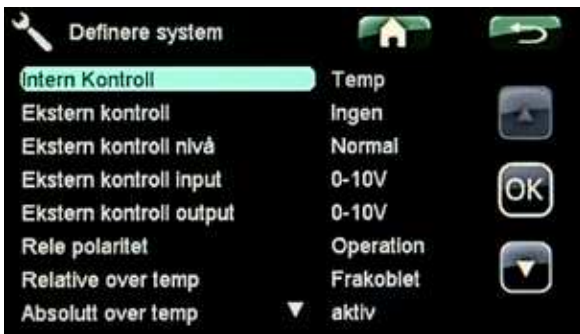 Definere system
Intern Kontroll Temp
Ekstern kontroll Ingen
Ekstern kontroll nivå Normal
Ekstern kontroll input 0-10V
Ekstern kontroll output 0-10V
Rele polaritet Operation
Relative over temp Frakoblet
Absolutt over temp aktiv
OK